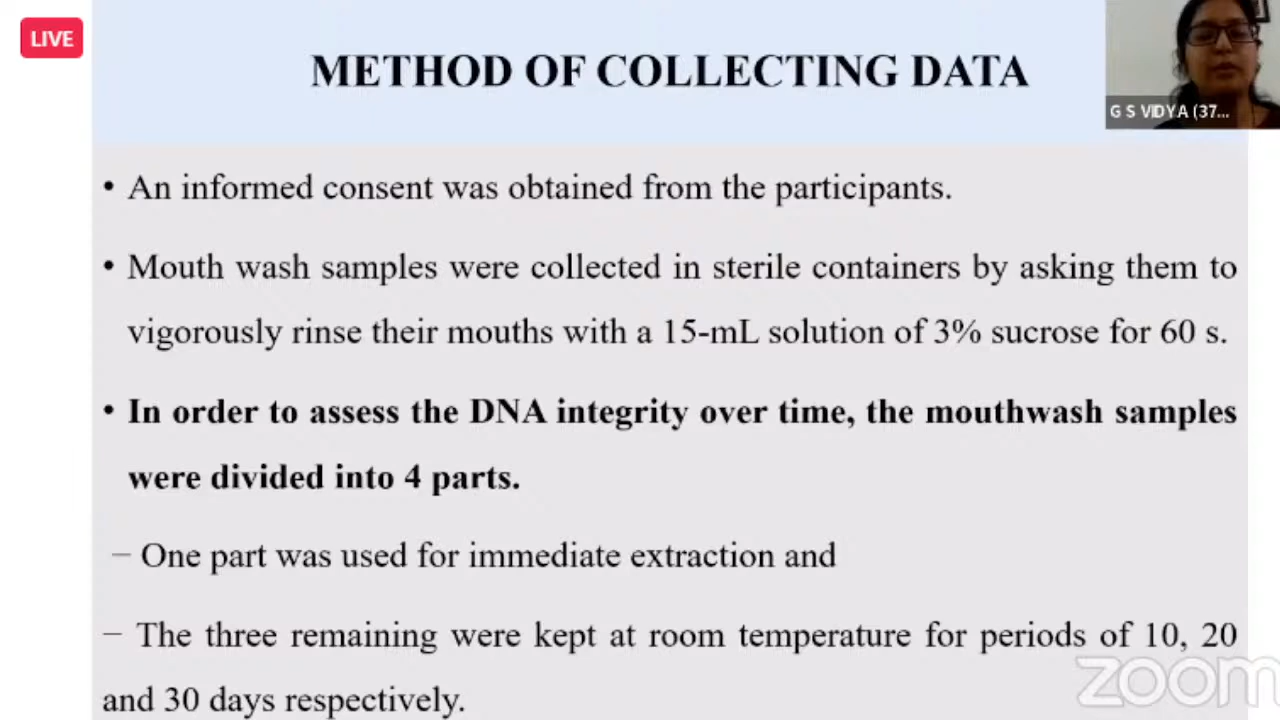 LIVE
METHOD OF COLLECTING DATA
G S VIDYA (37...
• An informed consent was obtained from the participants.
• Mouth wash samples were collected in sterile containers by asking them to
vigorously rinse their mouths with a 15-mL solution of 3% sucrose for 60 s.
• In order to assess the DNA integrity over time, the mouthwash samples
were divided into 4 parts.
− One part was used for immediate extraction and
− The three remaining were kept at room temperature for periods of 10, 20
and 30 days respectively.
zoom